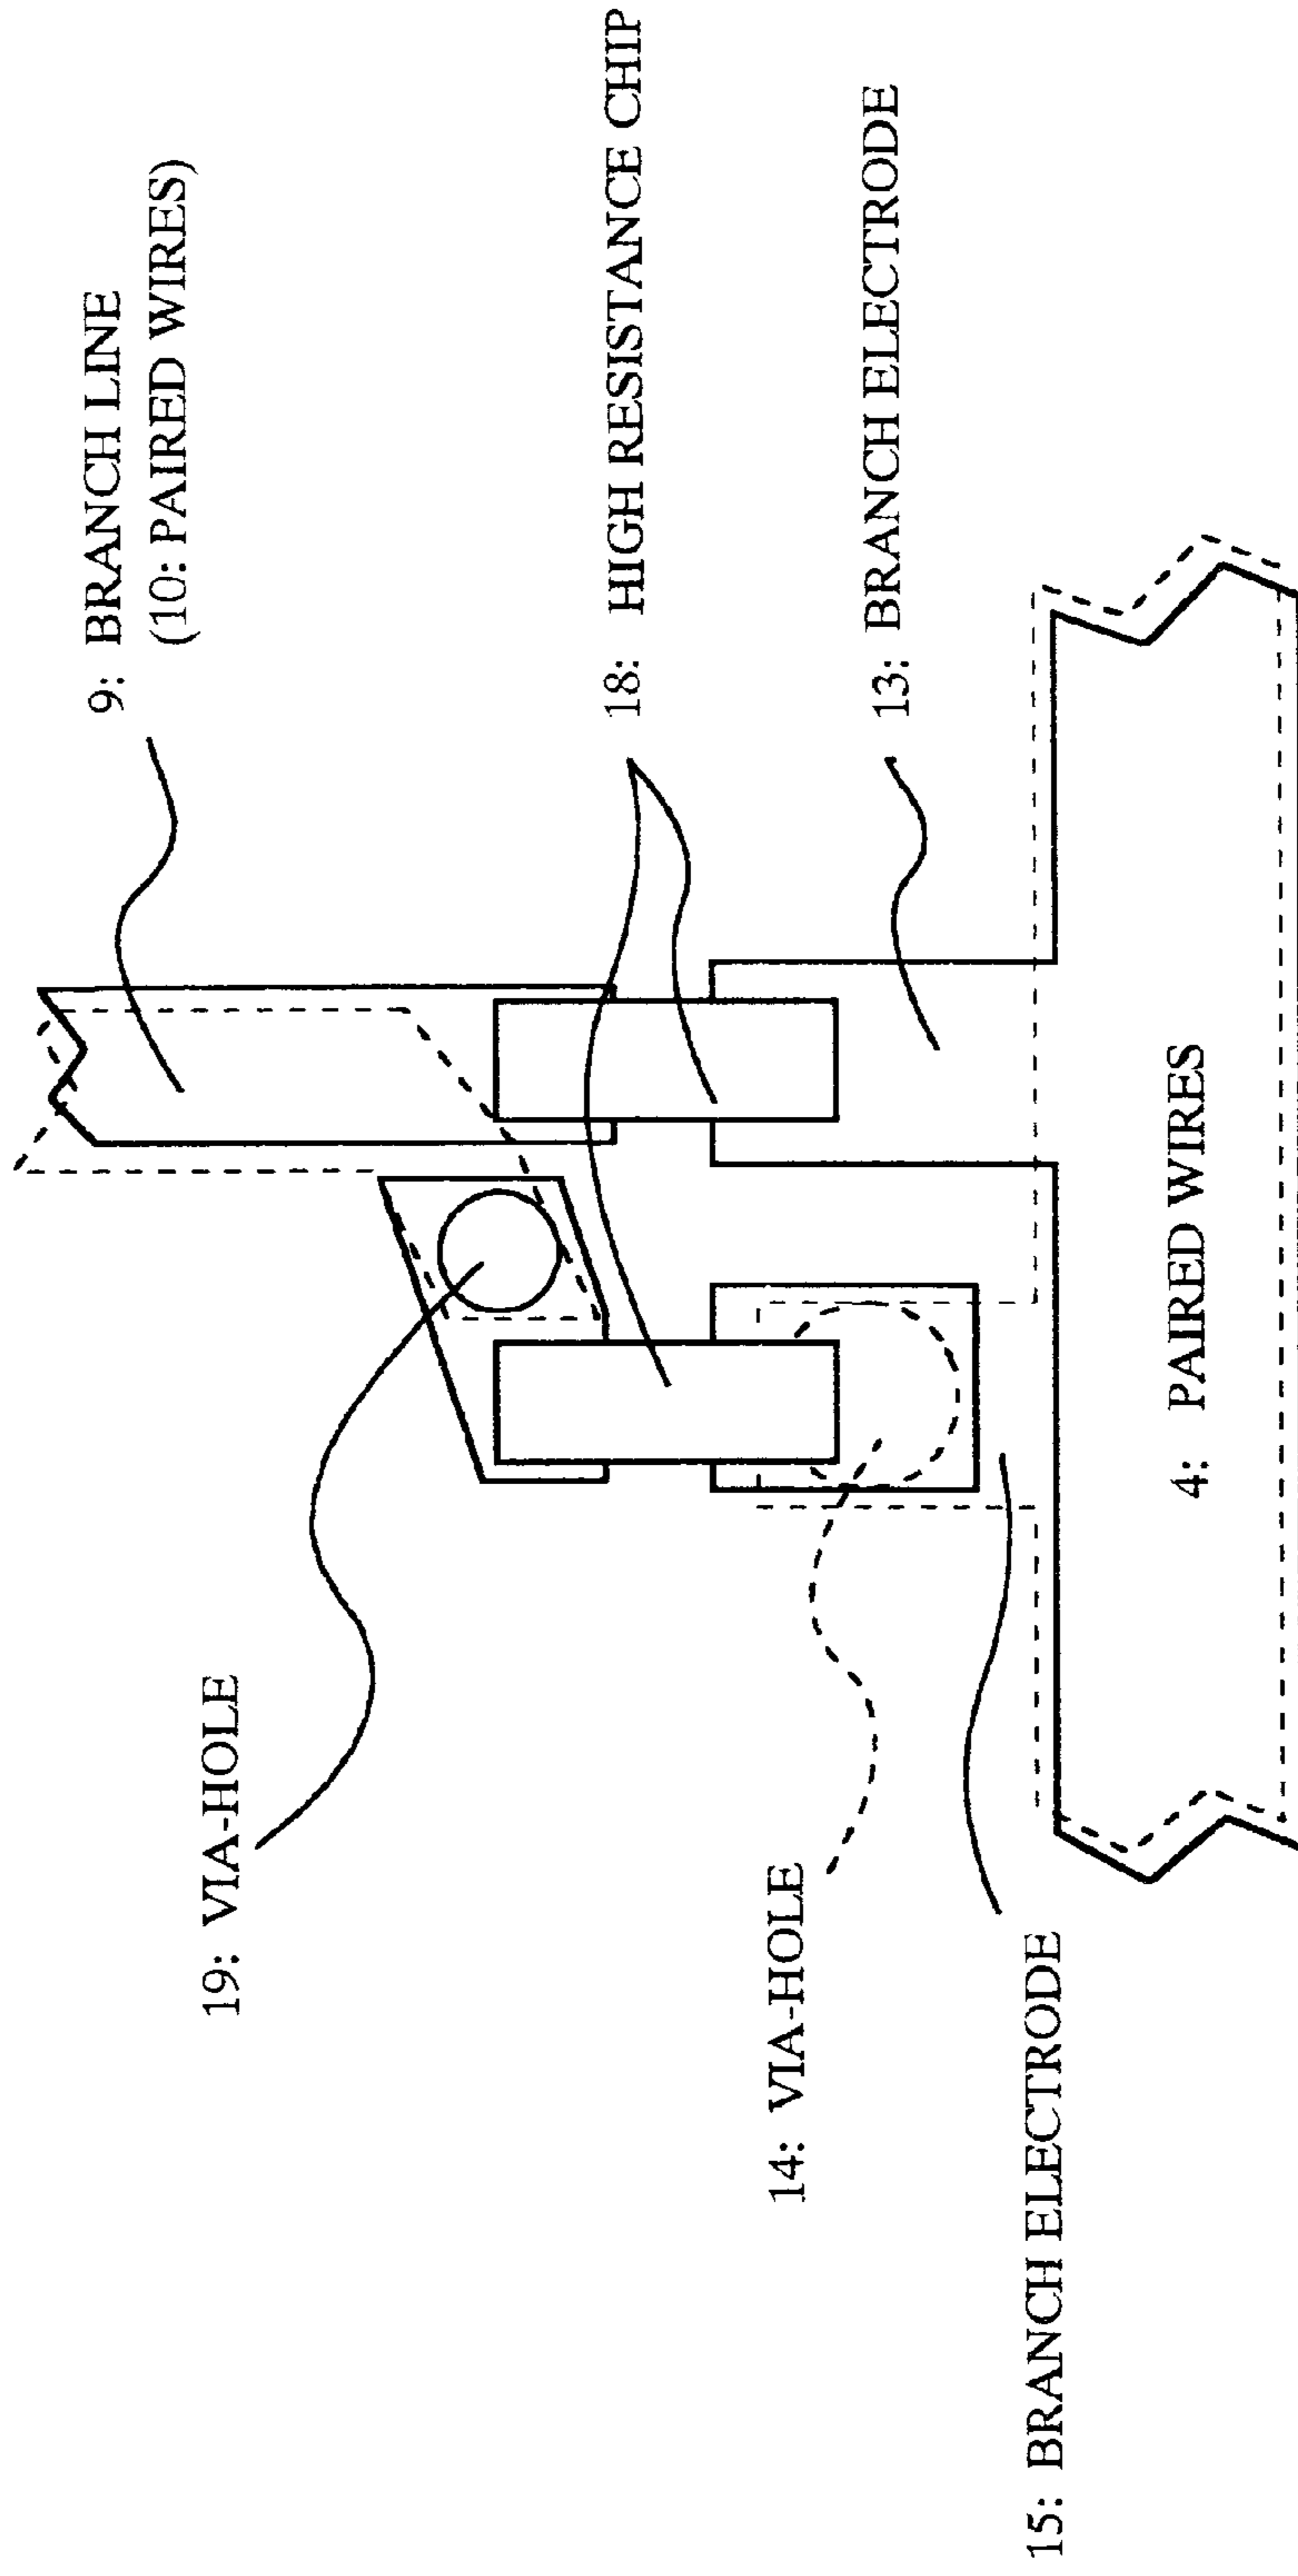 9: BRANCH LINE
(10: PAIRED WIRES)
19: VIA-HOLE
18: HIGH RESISTANCE CHIP
14: VIA-HOLE
13: BRANCH ELECTRODE
15: BRANCH ELECTRODE
4: PAIRED WIRES